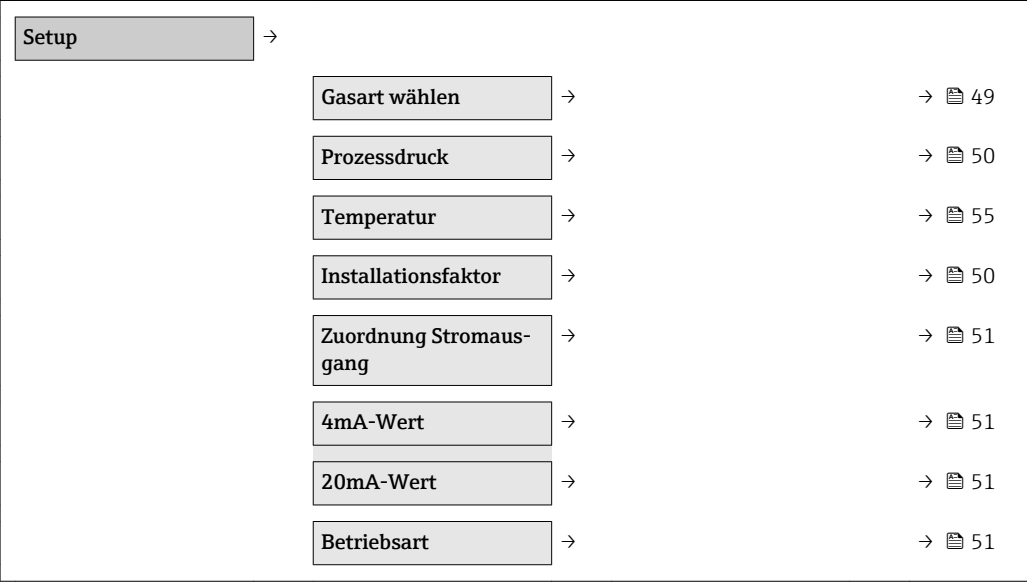 Setup →
Gasart wählen → → 49
Prozessdruck → → 50
Temperatur → → 55
Installationsfaktor → → 50
Zuordnung Stromaus- → → 51
gang
4mA-Wert → → 51
20mA-Wert → → 51
Betriebsart → → 51